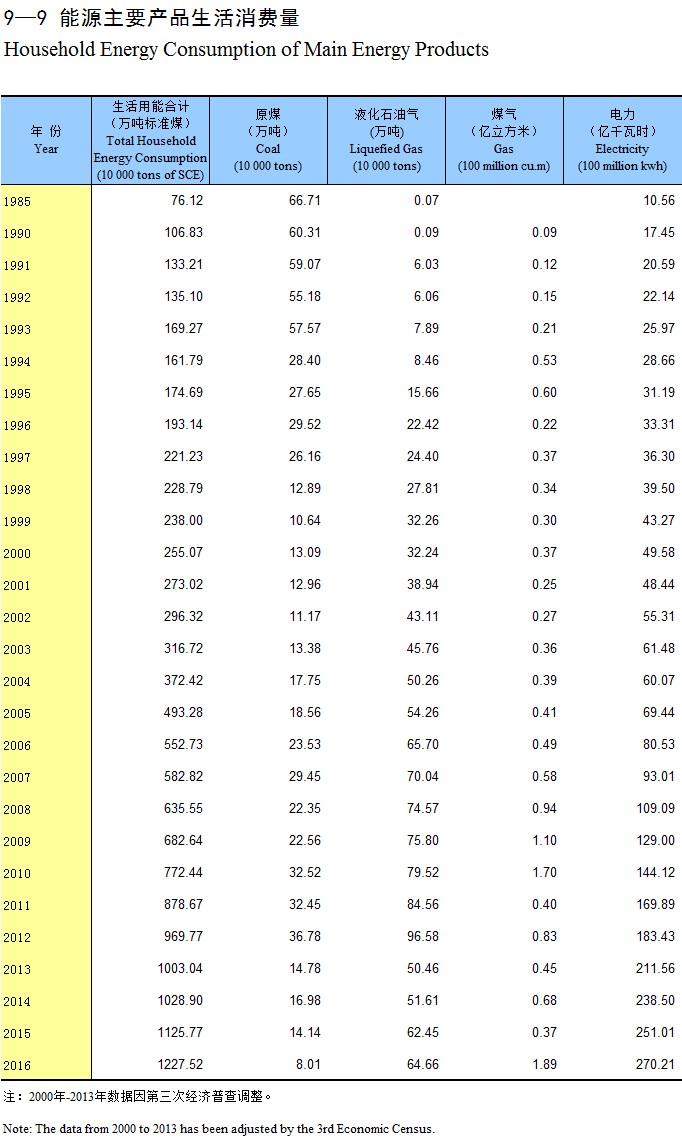 9—9 能源主要产品生活消费量
Household Energy Consumption of Main Energy Products
年 份 生活用能合计 原煤 液化石油气 煤气 电力
（万吨标准煤） （万吨） (万吨) （亿立方米） （亿千瓦时）
Year Total Household Coal Liquefied Gas Gas Electricity
Energy Consumption (10 000 tons) (10 000 tons) (100 million cu.m) (100 million kwh)
(10 000 tons of SCE)
1985 76.12 66.71 0.07 10.56
1990 106.83 60.31 0.09 0.09 17.45
1991 133.21 59.07 6.03 0.12 20.59
1992 135.10 55.18 6.06 0.15 22.14
1993 169.27 57.57 7.89 0.21 25.97
1994 161.79 28.40 8.46 0.53 28.66
1995 174.69 27.65 15.66 0.60 31.19
1996 193.14 29.52 22.42 0.22 33.31
1997 221.23 26.16 24.40 0.37 36.30
1998 228.79 12.89 27.81 0.34 39.50
1999 238.00 10.64 32.26 0.30 43.27
2000 255.07 13.09 32.24 0.37 49.58
2001 273.02 12.96 38.94 0.25 48.44
2002 296.32 11.17 43.11 0.27 55.31
2003 316.72 13.38 45.76 0.36 61.48
2004 372.42 17.75 50.26 0.39 60.07
2005 493.28 18.56 54.26 0.41 69.44
2006 552.73 23.53 65.70 0.49 80.53
2007 582.82 29.45 70.04 0.58 93.01
2008 635.55 22.35 74.57 0.94 109.09
2009 682.64 22.56 75.80 1.10 129.00
2010 772.44 32.52 79.52 1.70 144.12
2011 878.67 32.45 84.56 0.40 169.89
2012 969.77 36.78 96.58 0.83 183.43
2013 1003.04 14.78 50.46 0.45 211.56
2014 1028.90 16.98 51.61 0.68 238.50
2015 1125.77 14.14 62.45 0.37 251.01
2016 1227.52 8.01 64.66 1.89 270.21
注：2000年-2013年数据因第三次经济普查调整。
Note: The data from 2000 to 2013 has been adjusted by the 3rd Economic Census.